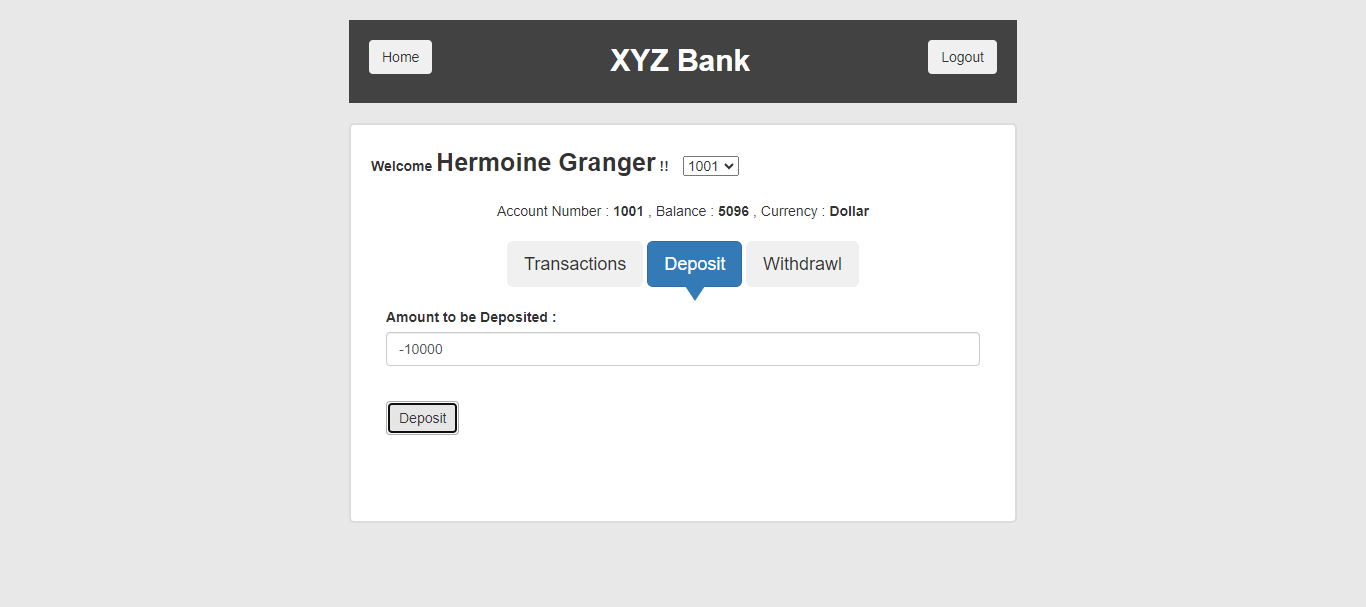 Home
XYZ Bank
Logout
Welcome Hermoine Granger !! 1001
Account Number : 1001 , Balance : 5096 , Currency : Dollar
Transactions
Deposit
Withdrawl
Amount to be Deposited :
-10000
Deposit